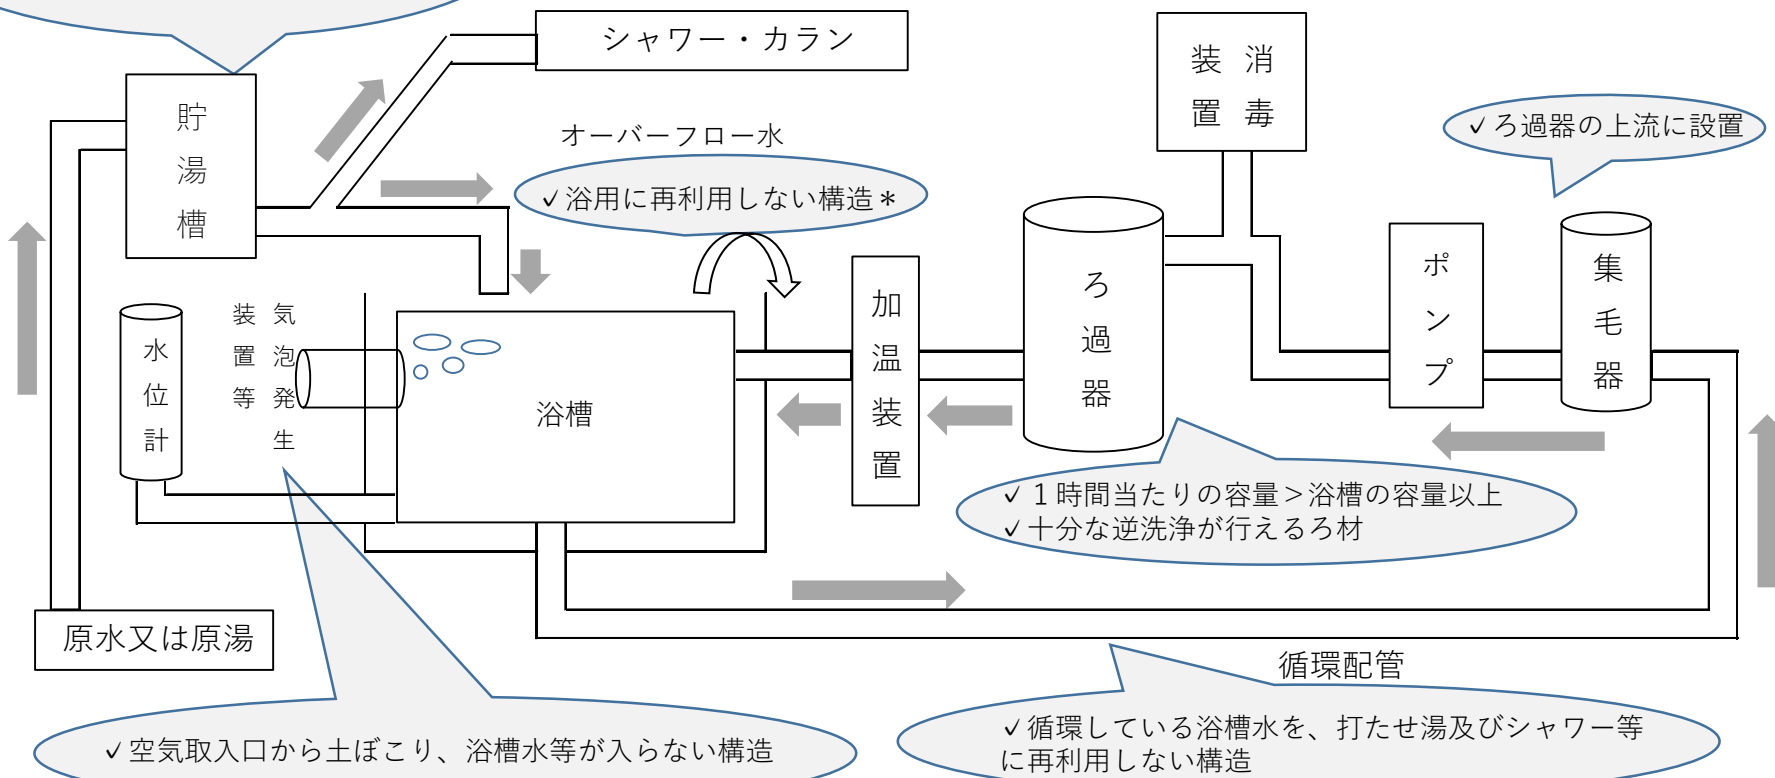 シャワー・カラン
消毒装置
貯湯槽
オーバーフロー水
✓ろ過器の上流に設置
✓浴用に再利用しない構造＊
ろ過器
ポンプ
集毛器
加温装置
水位計
気泡発生装置等
浴槽
✓１時間当たりの容量＞浴槽の容量以上
✓十分な逆洗浄が行えるろ材
原水又は原湯
循環配管
✓空気取入口から土ぼこり、浴槽水等が入らない構造
✓循環している浴槽水を、打たせ湯及びシャワー等
に再利用しない構造